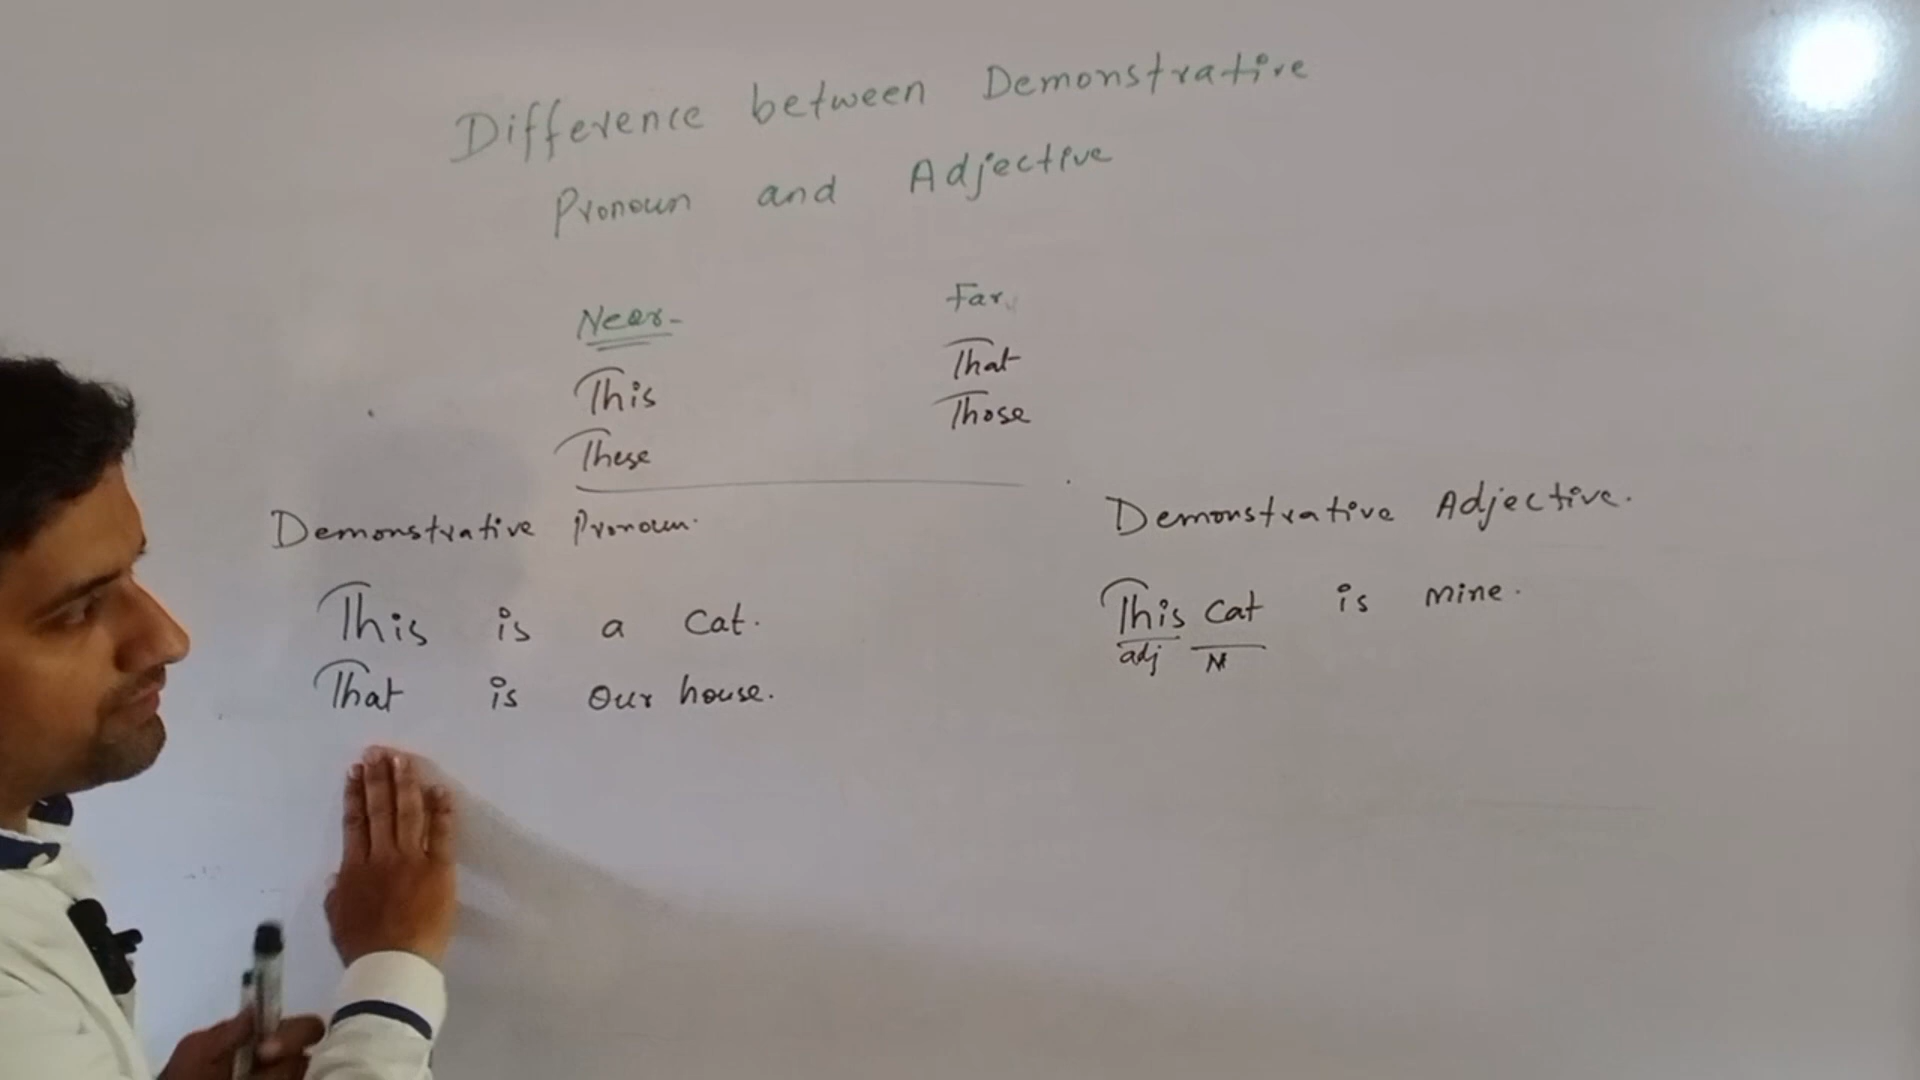 Difference between Demonstrative
Pronoun and Adjective
Near Far
This That
These Those
Demonstrative Pronoun. Demonstrative Adjective.
This is a Cat. This Cat is mine.
adj N
That is Our house.